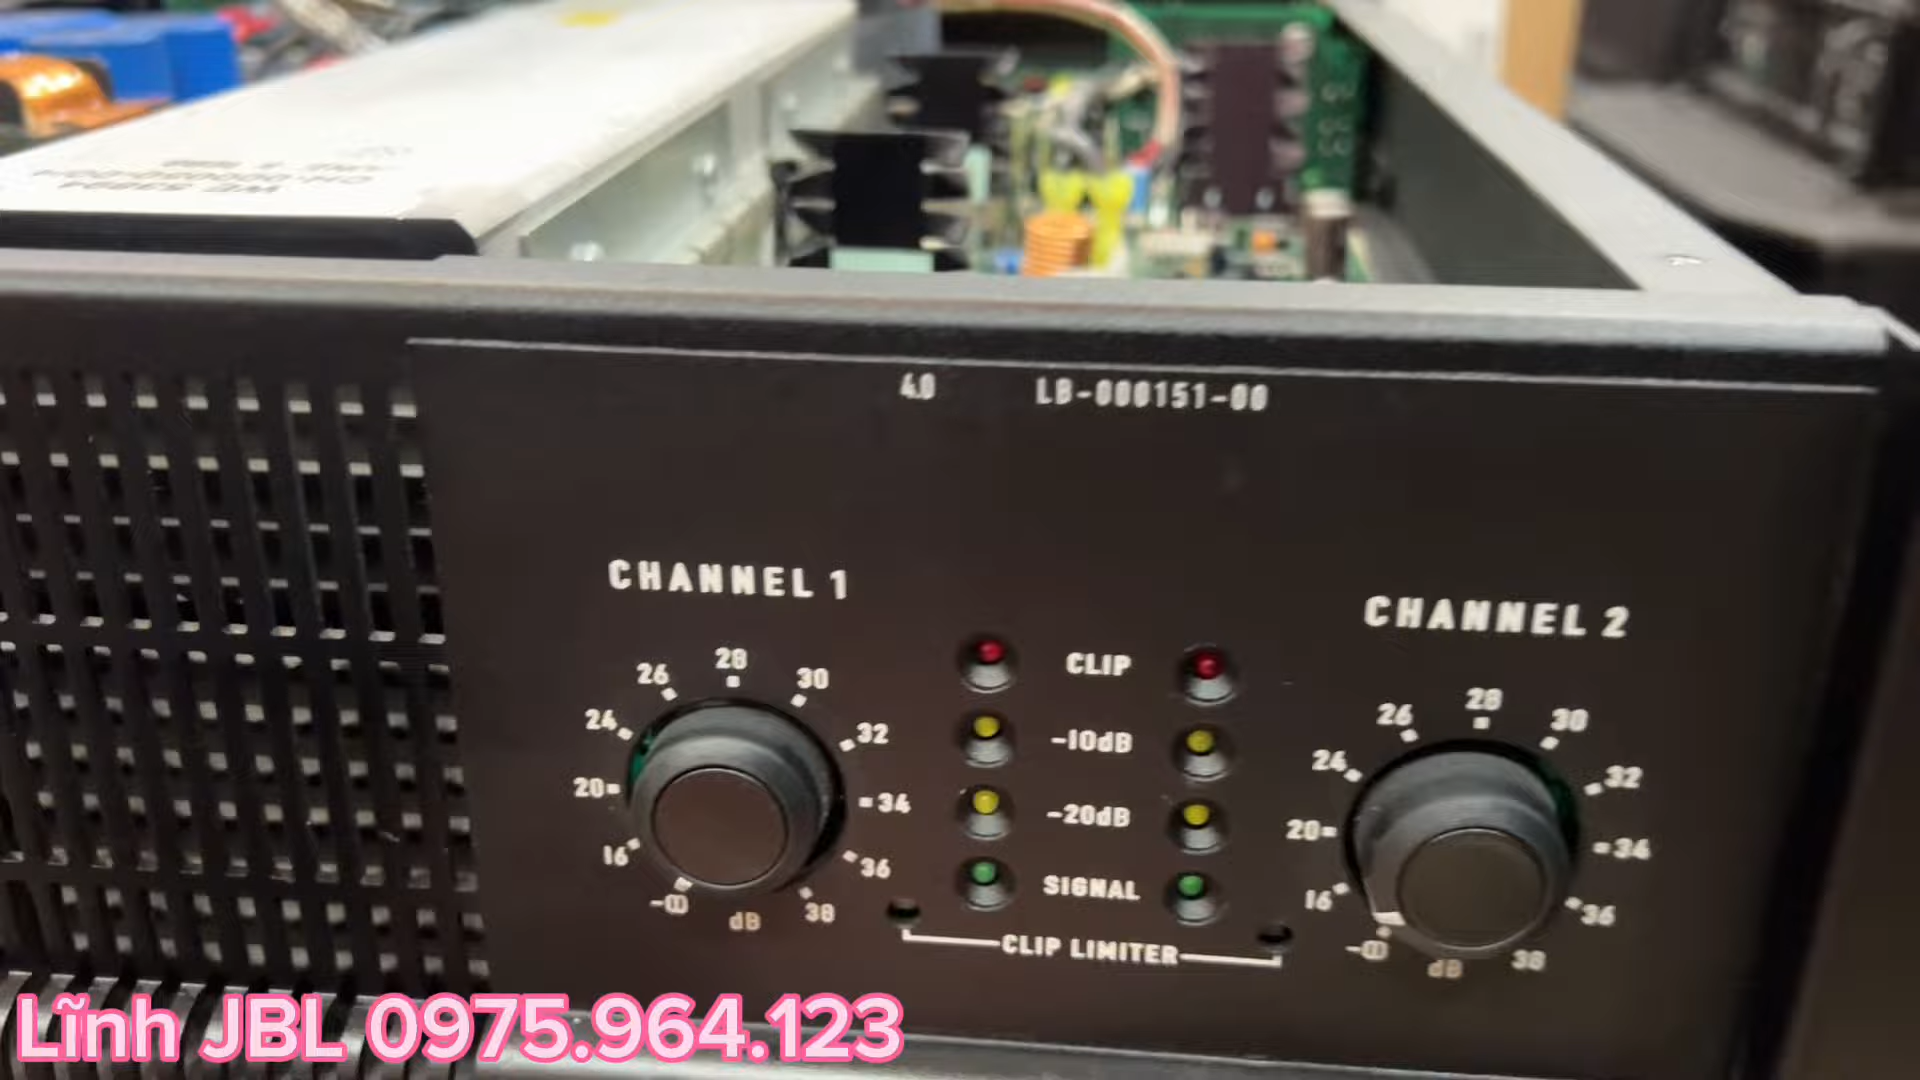 4.0 LB-000151-00
CHANNEL 1
CHANNEL 2
28
26 30
24 32
20 34
16 36
-00 dB 38
CLIP
-10dB
-20dB
SIGNAL
CLIP LIMITER
28
26 30
24 32
20 34
16 36
-00 dB 38
Lĩnh JBL 0975.964.123